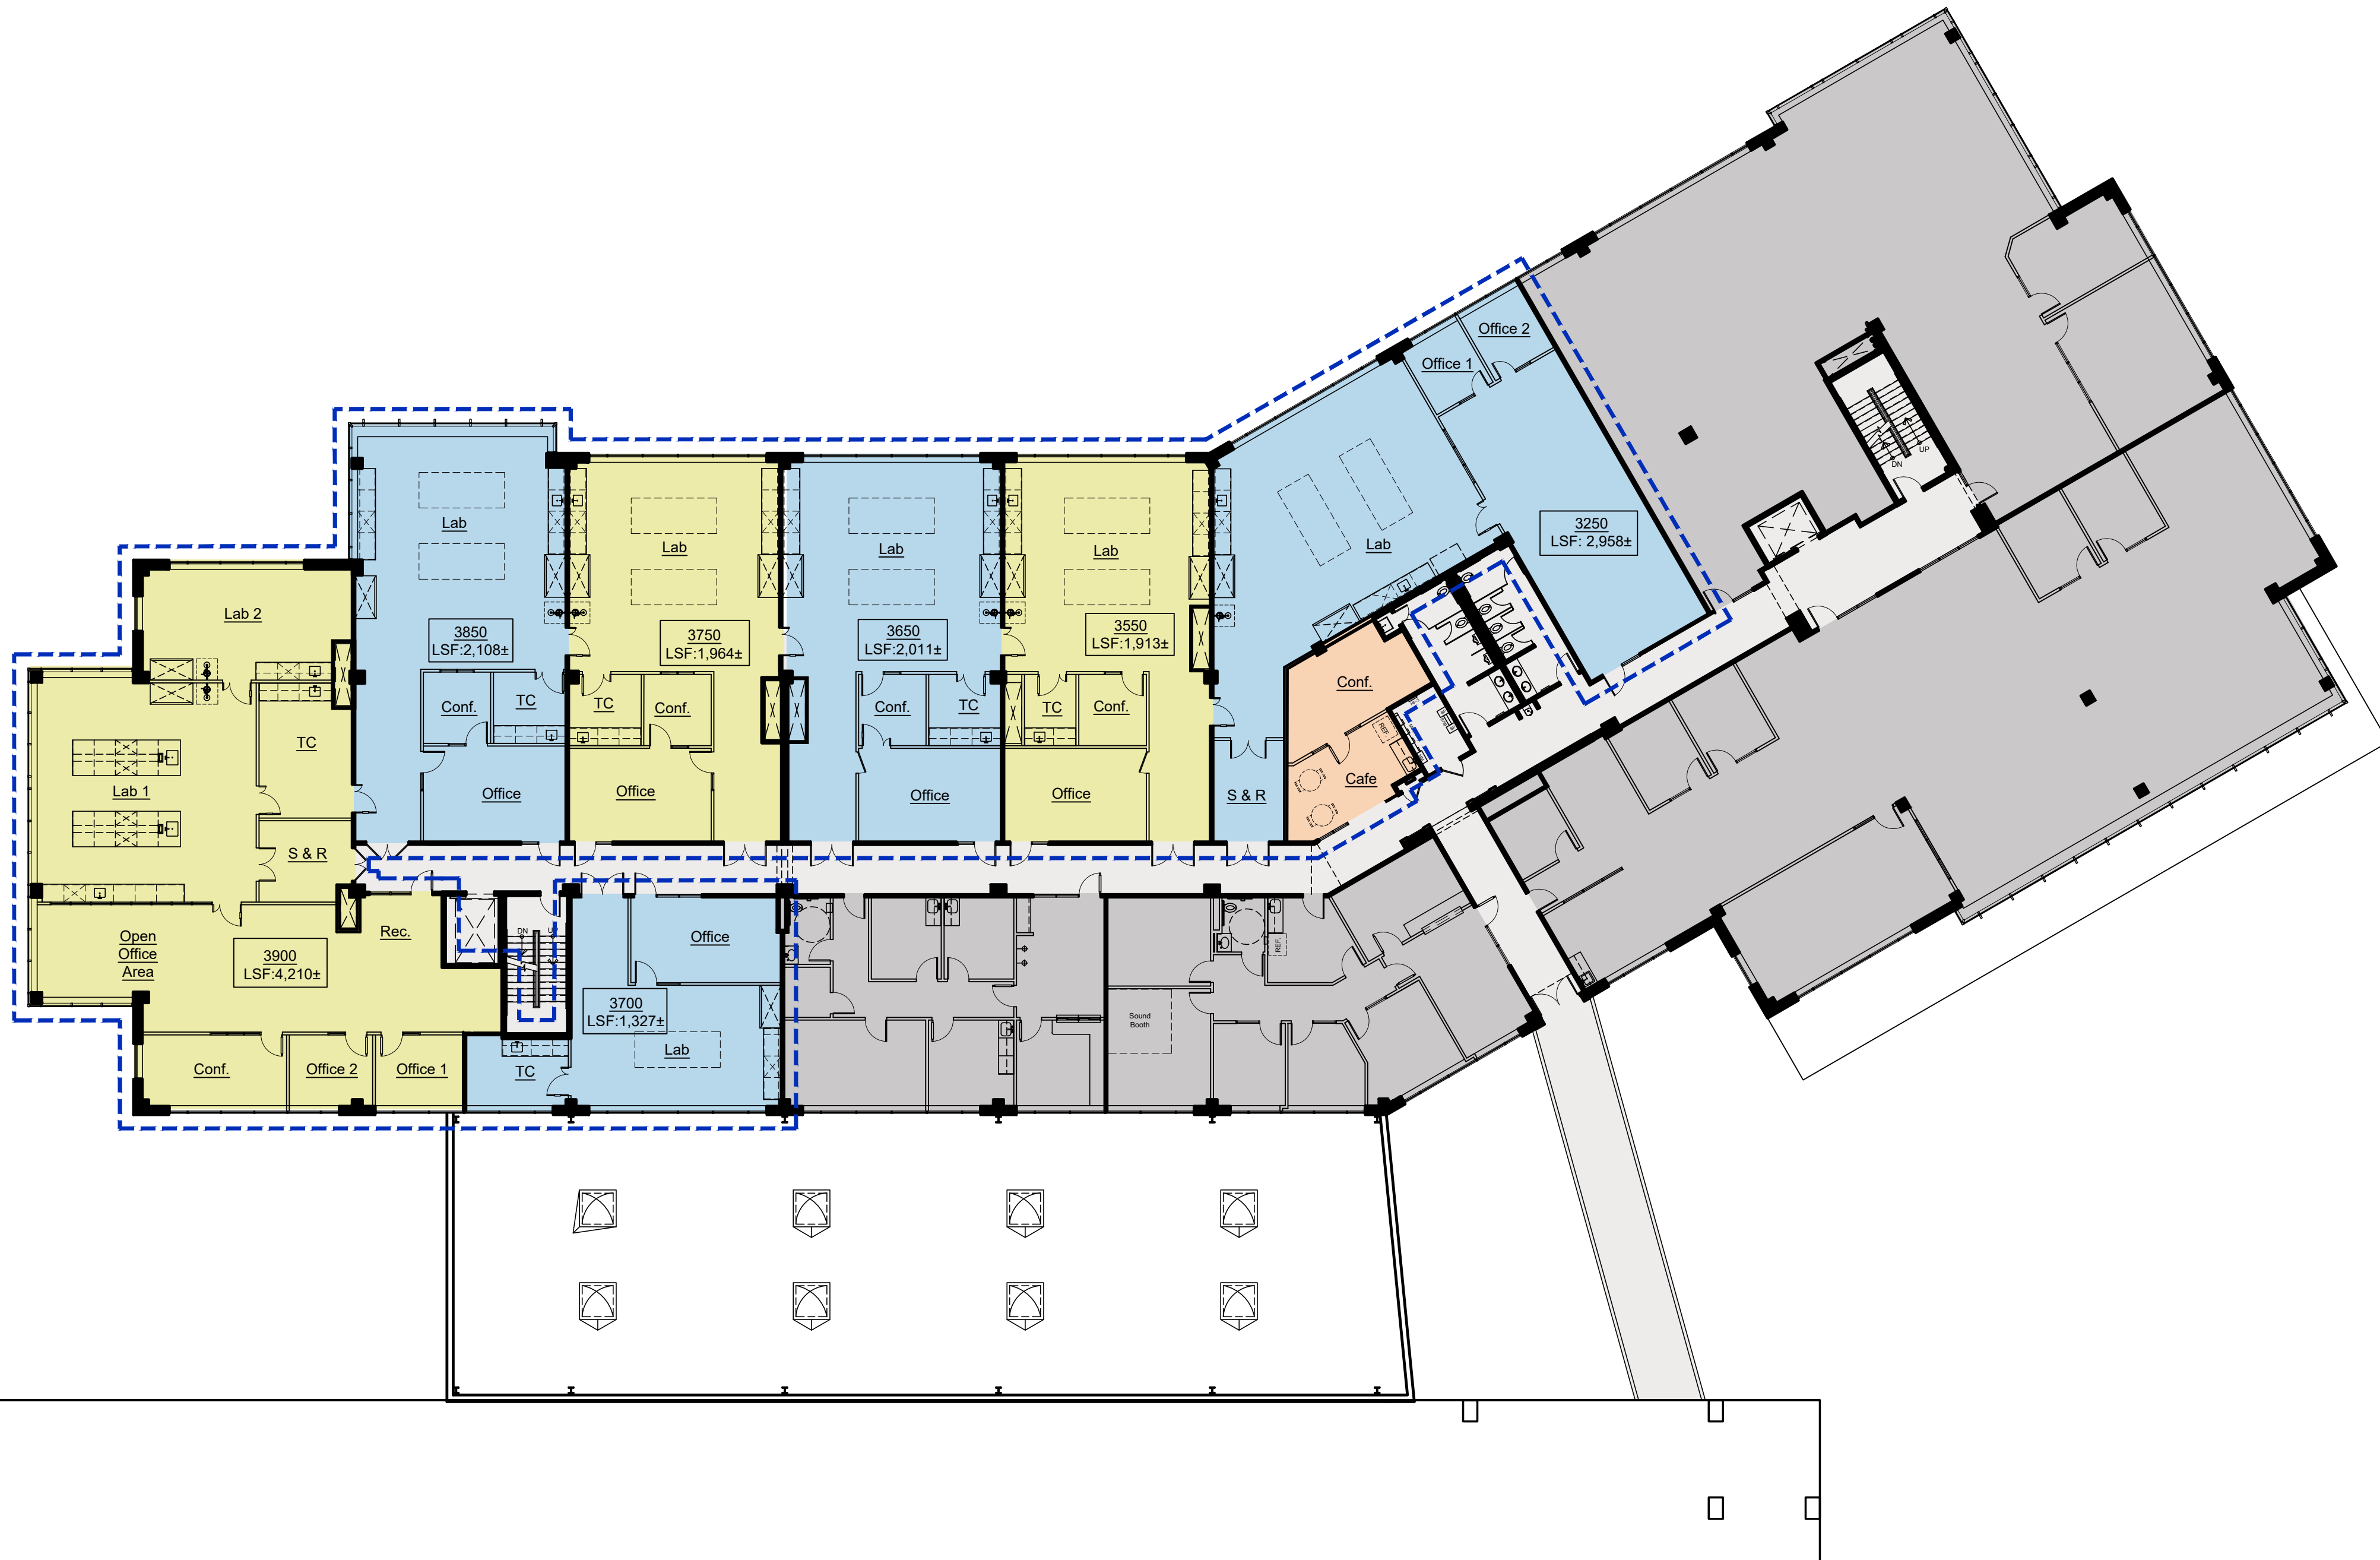 Office 2
Office 1
DN
UP
3250
LSF: 2,958±
Lab
Lab
Lab
Lab
Lab
Lab 2
3850
LSF:2,108±
3750
LSF:1,964±
3650
LSF:2,011±
3550
LSF:1,913±
Conf.
TC
TC
Conf.
Conf.
TC
TC
Conf.
Conf.
REF.
TC
Cafe
Lab 1
Office
Office
Office
Office
S & R
S & R
Open
Office
Area
3900
LSF:4,210±
Rec.
DN
UP
Office
REF.
3700
LSF:1,327±
Sound
Booth
Lab
Conf.
Office 2
Office 1
TC